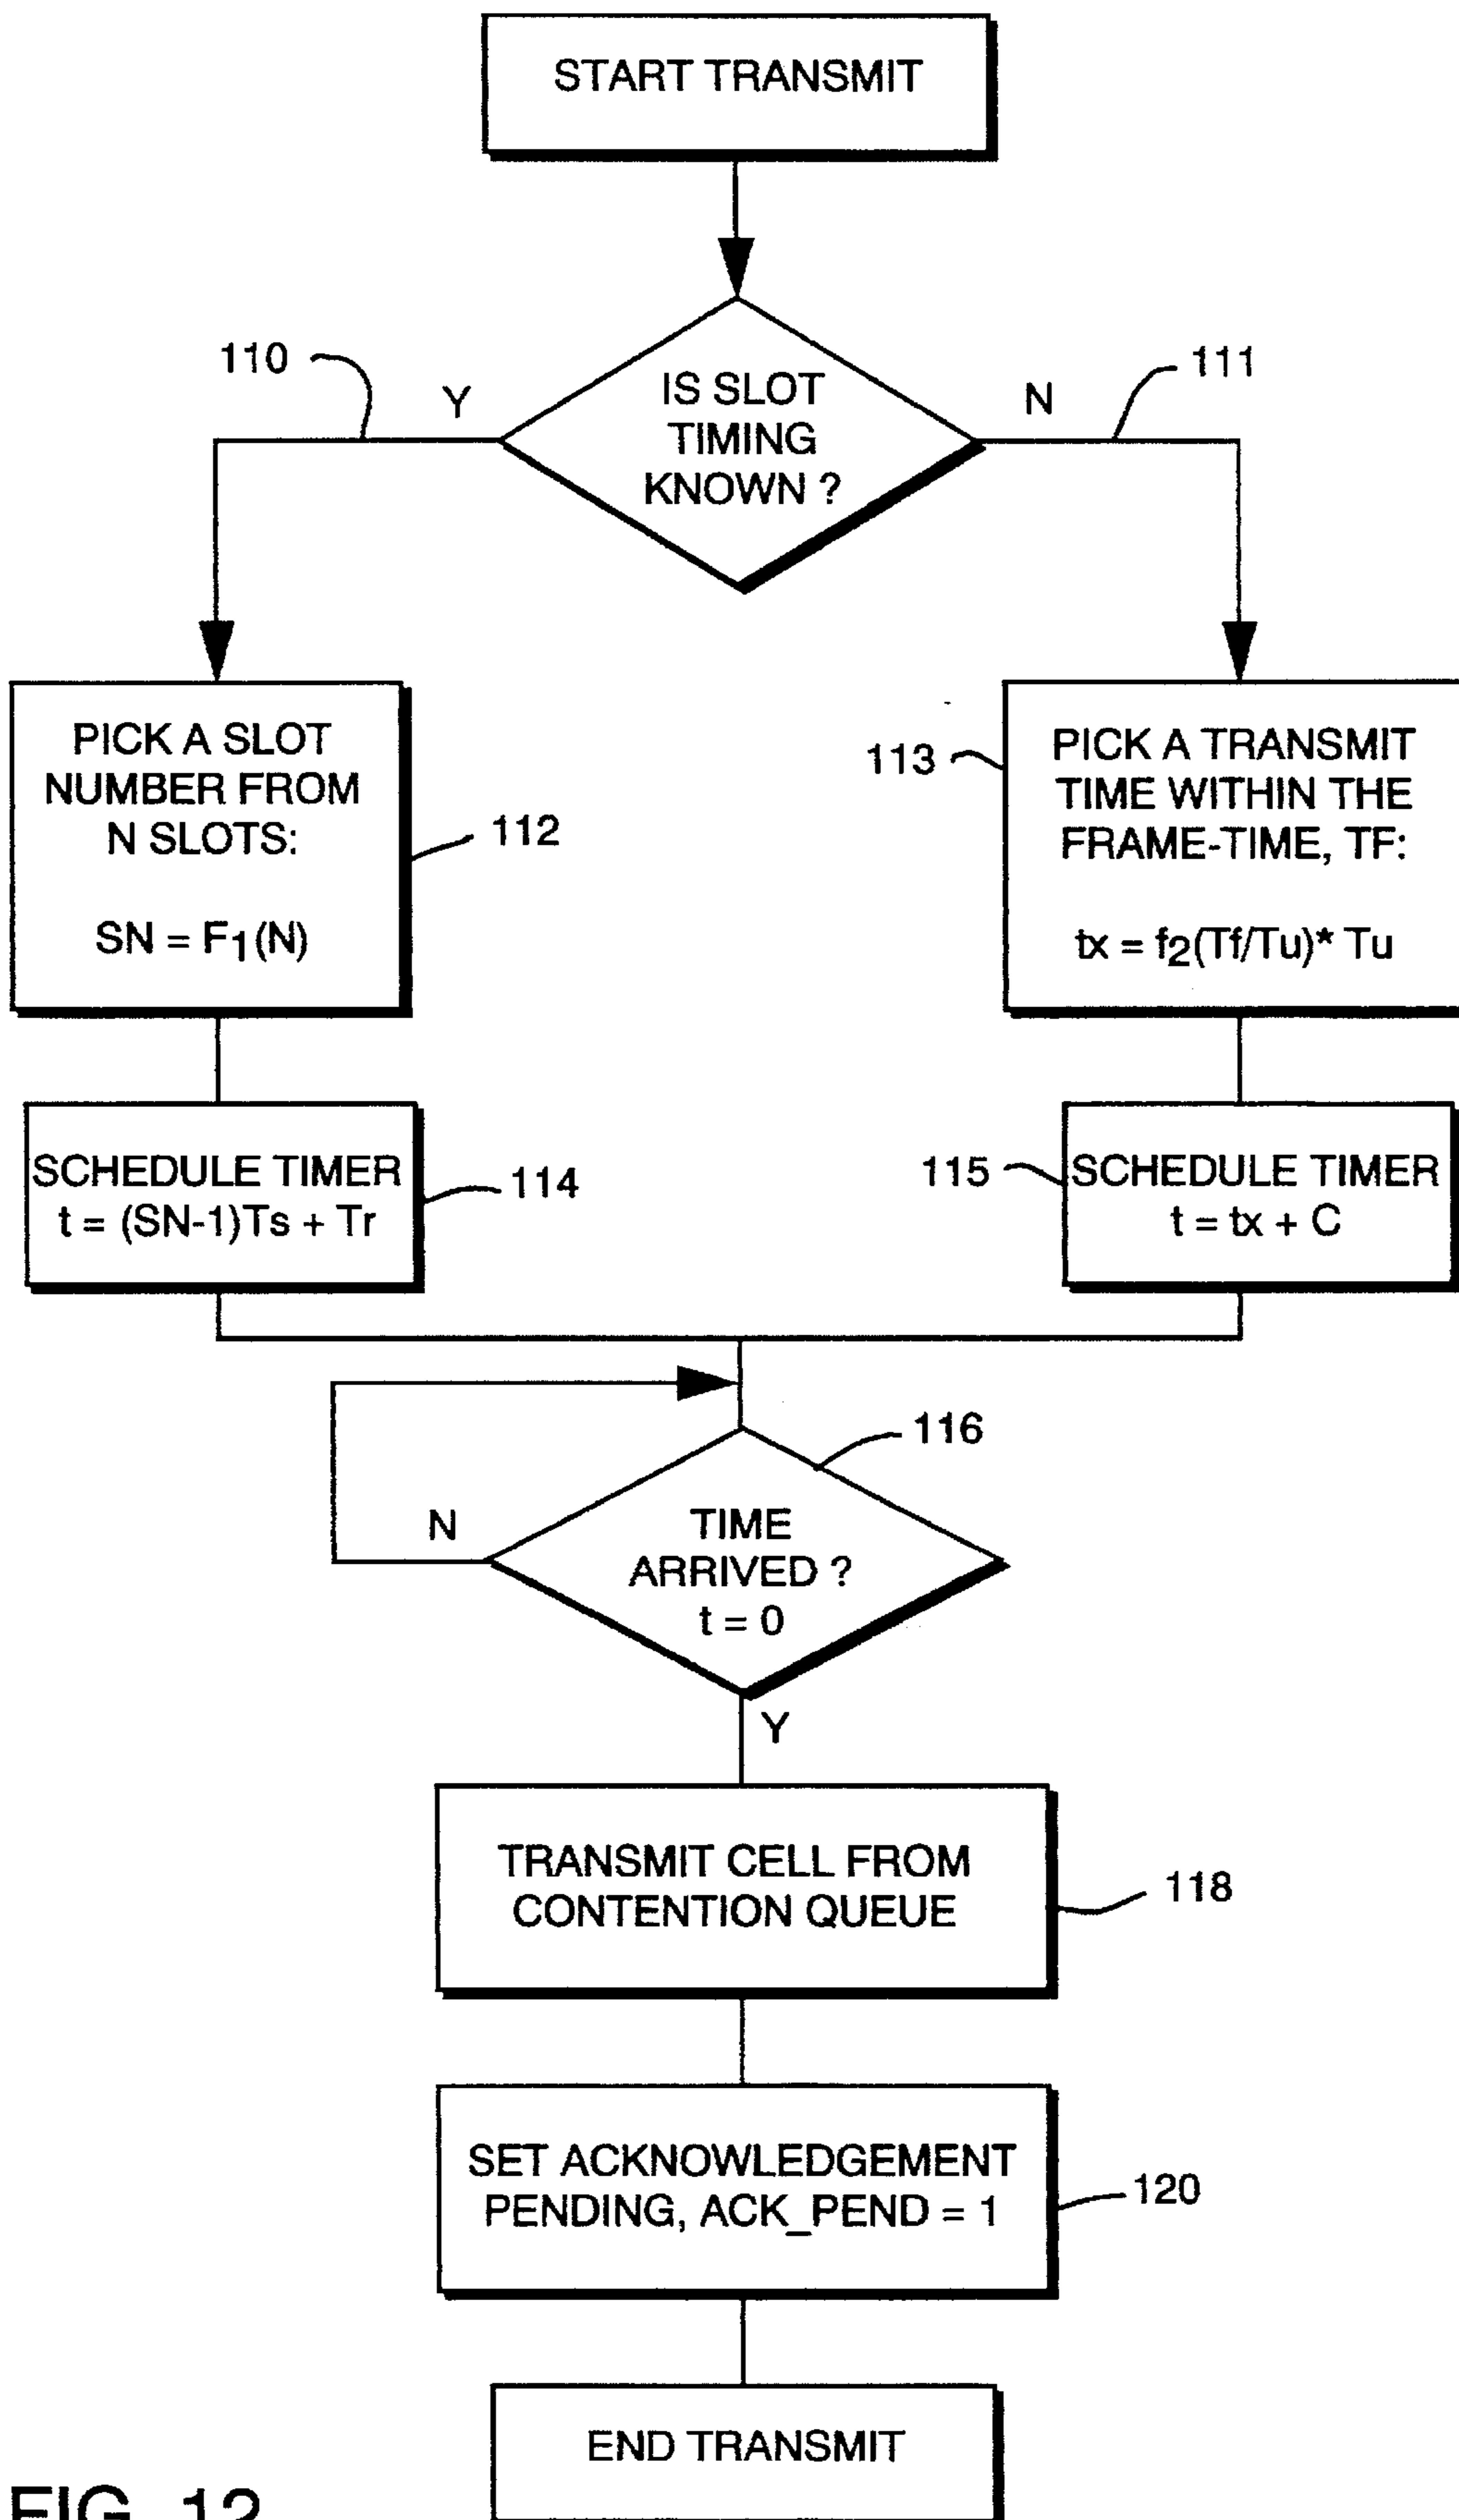 START TRANSMIT
110
Y
IS SLOT
TIMING
KNOWN ?
N
111
PICK A SLOT
NUMBER FROM
N SLOTS:
SN = F1(N)
112
113
PICK A TRANSMIT
TIME WITHIN THE
FRAME-TIME, TF:
tx = f2(Tf/Tu)* Tu
SCHEDULE TIMER
t = (SN-1)Ts + Tr
114
115
SCHEDULE TIMER
t = tx + C
116
N
TIME
ARRIVED ?
t = 0
Y
TRANSMIT CELL FROM
CONTENTION QUEUE
118
SET ACKNOWLEDGEMENT
PENDING, ACK_PEND = 1
120
END TRANSMIT
FIG. 12